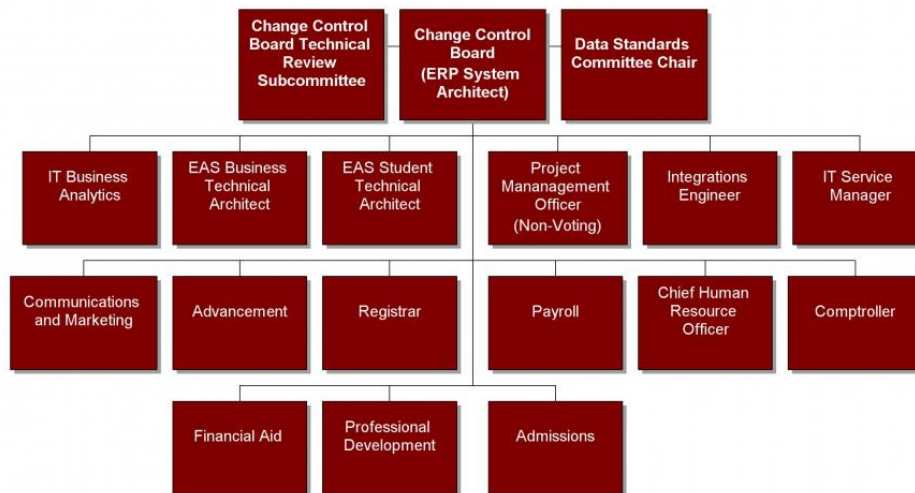 Change Control
Board Technical
Review
Subcommittee
Change Control
Board
(ERP System
Architect)
Data Standards
Committee Chair
IT Business
Analytics
EAS Business
Technical
Architect
EAS Student
Technical
Architect
Project
Mananagement
Officer
(Non-Voting)
Integrations
Engineer
IT Service
Manager
Communications
and Marketing
Advancement
Registrar
Payroll
Chief Human
Resource
Officer
Comptroller
Financial Aid
Professional
Development
Admissions